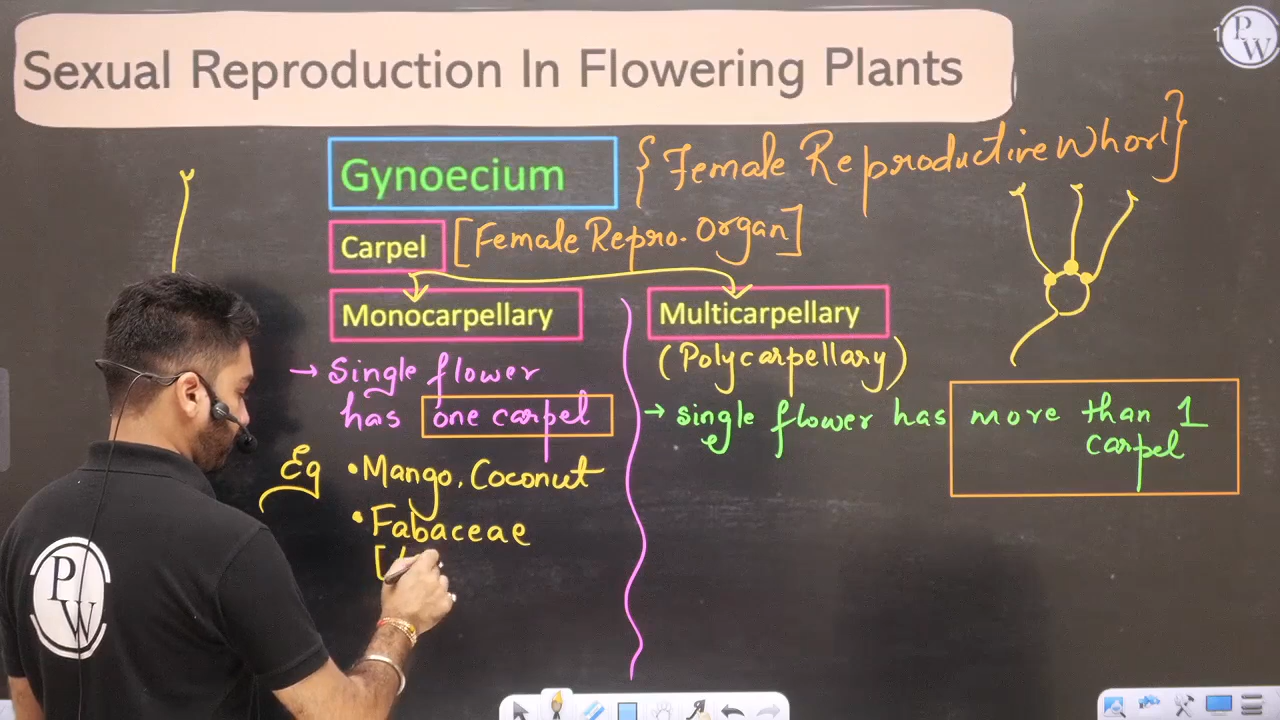 Sexual Reproduction In Flowering Plants
PW
Gynoecium {Female Reproductive Whorl}
Carpel [Female Repro. Organ]
Monocarpellary
→ Single flower
has one carpel
Eg • Mango, Coconut
• Fabaceae
[
Multicarpellary
(Polycarpellary)
→ single flower has more than 1
carpel
PW